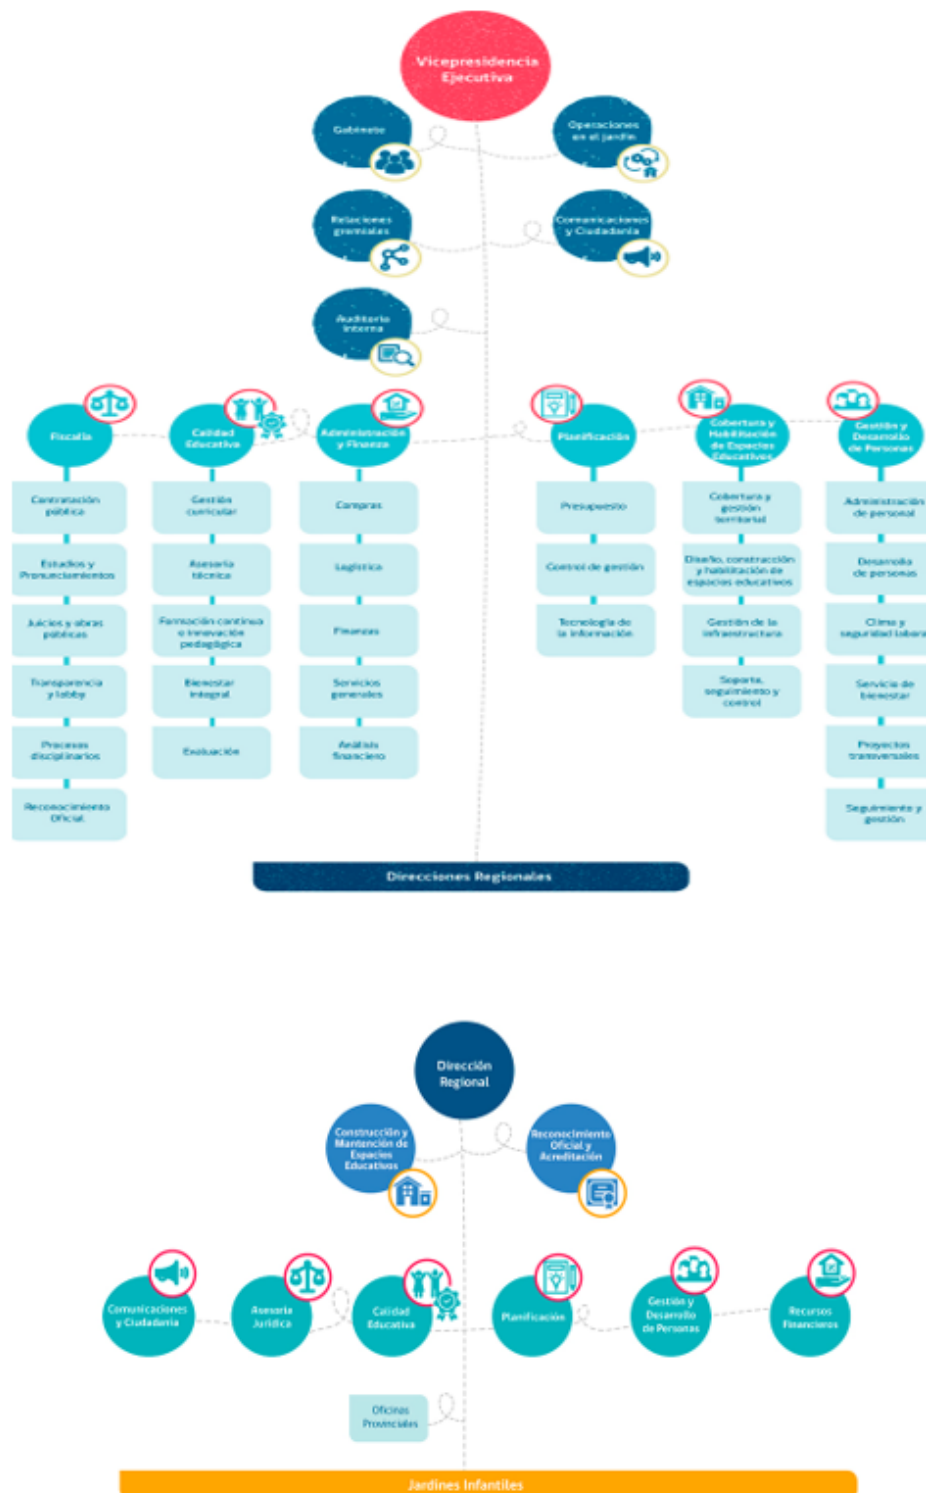 Vicepresidencia
Ejecutiva
Gabinete
Operaciones
en el jardín
Relaciones
gremiales
Comunicaciones
y Ciudadanía
Auditoría
interna
Fiscalía
Calidad
Educativa
Administración
y Finanza
Planificación
Cobertura y
Habilitación
de Espacios
Educativos
Gestión y
Desarrollo
de Personas
Contratación
pública
Estudios y
Pronunciamientos
Juicios y obras
públicas
Transparencia
y lobby
Procesos
disciplinarios
Reconocimiento
Oficial
Gestión
curricular
Asesoría
técnica
Formación continua
e innovación
pedagógica
Bienestar
integral
Evaluación
Compras
Logística
Finanzas
Servicios
generales
Análisis
financiero
Presupuesto
Control de gestión
Tecnología de
la información
Cobertura y
gestión
territorial
Diseño, construcción
y habilitación de
espacios educativos
Gestión de la
infraestructura
Soporte,
seguimiento y
control
Administración
de personal
Desarrollo
de personas
Clima y
seguridad labora
Servicio de
bienestar
Proyectos
transversales
Seguimiento y
gestión
Direcciones Regionales
Dirección
Regional
Construcción y
Mantención de
Espacios
Educativos
Reconocimiento
Oficial y
Acreditación
Comunicaciones
y Ciudadanía
Asesoría
Jurídica
Calidad
Educativa
Planificación
Gestión y
Desarrollo
de Personas
Recursos
Financieros
Oficinas
Provinciales
Jardines Infantiles